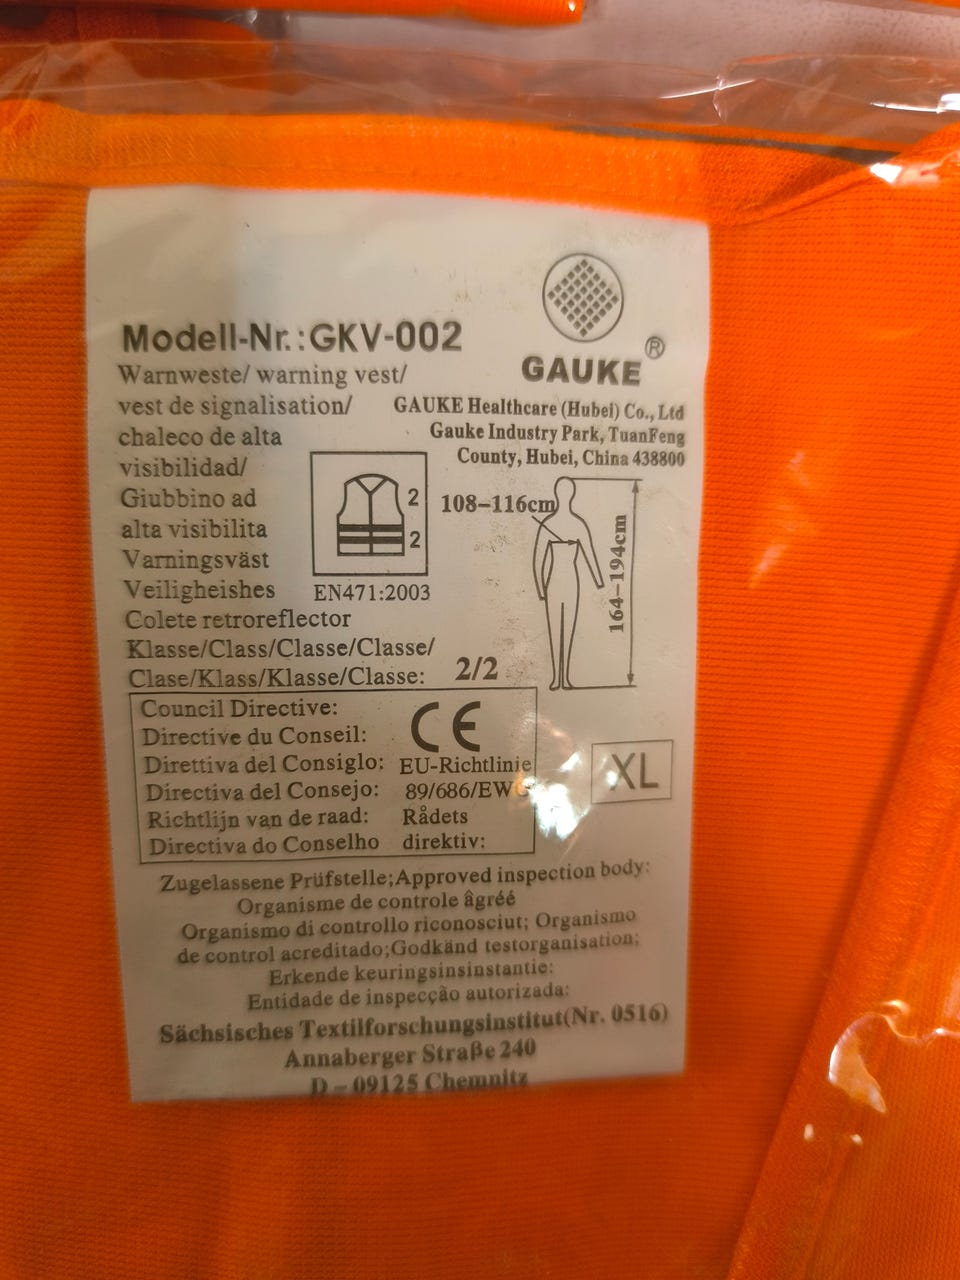 Modell-Nr.:GKV-002
Warnweste/ warning vest/
vest de signalisation/
chaleco de alta
visibilidad/
Giubbino ad
alta visibilita
Varningsväst
Veiligheishes
Colete retroreflector
Klasse/Class/Classe/Classe/
Clase/Klass/Klasse/Classe: 2/2
®
GAUKE
GAUKE Healthcare (Hubei) Co., Ltd
Gauke Industry Park, TuanFeng
County, Hubei, China 438800
2
2
EN471:2003
108-116cm
164-194cm
Council Directive:
Directive du Conseil:
Direttiva del Consiglo:
Directiva del Consejo:
Richtlijn van de raad:
Directiva do Conselho
CE
EU-Richtlinie
89/686/EWG
Rådets
direktiv:
XL
Zugelassene Prüfstelle;Approved inspection body:
Organisme de controle âgréé
Organismo di controllo riconosciut; Organismo
de control acreditado;Godkänd testorganisation;
Erkende keuringsinsinstantie:
Entidade de inspecção autorizada:
Sächsisches Textilforschungsinstitut(Nr. 0516)
Annaberger Straße 240
D - 09125 Chemnitz